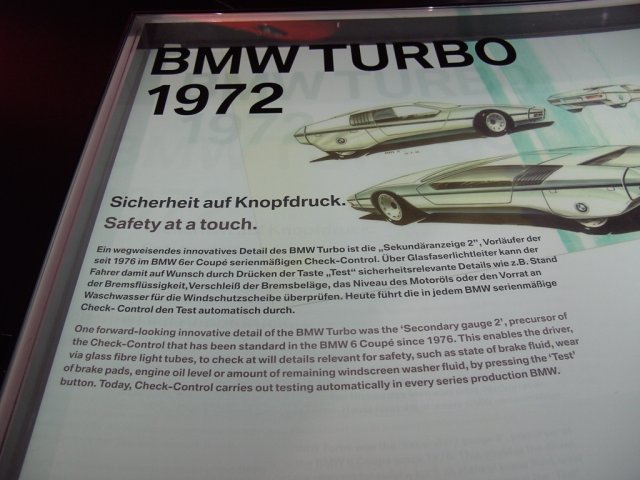 BMW TURBO
1972
Sicherheit auf Knopfdruck.
Safety at a touch.
Ein wegweisendes innovatives Detail des BMW Turbo ist die „Sekundäranzeige 2“, Vorläufer der
seit 1976 im BMW 6er Coupé serienmäßigen Check-Control. Über Glasfaserlichtleiter kann der
Fahrer damit auf Wunsch durch Drücken der Taste „Test“ sicherheitsrelevante Details wie z.B. Stand
der Bremsflüssigkeit, Verschleiß der Bremsbeläge, das Niveau des Motoröls oder den Vorrat an
Waschwasser für die Windschutzscheibe überprüfen. Heute führt die in jedem BMW serienmäßige
Check- Control den Test automatisch durch.
One forward-looking innovative detail of the BMW Turbo was the ‘Secondary gauge 2’, precursor of
the Check-Control that has been standard in the BMW 6 Coupé since 1976. This enables the driver,
via glass fibre light tubes, to check at will details relevant for safety, such as state of brake fluid, wear
of brake pads, engine oil level or amount of remaining windscreen washer fluid, by pressing the ‘Test’
button. Today, Check-Control carries out testing automatically in every series production BMW.